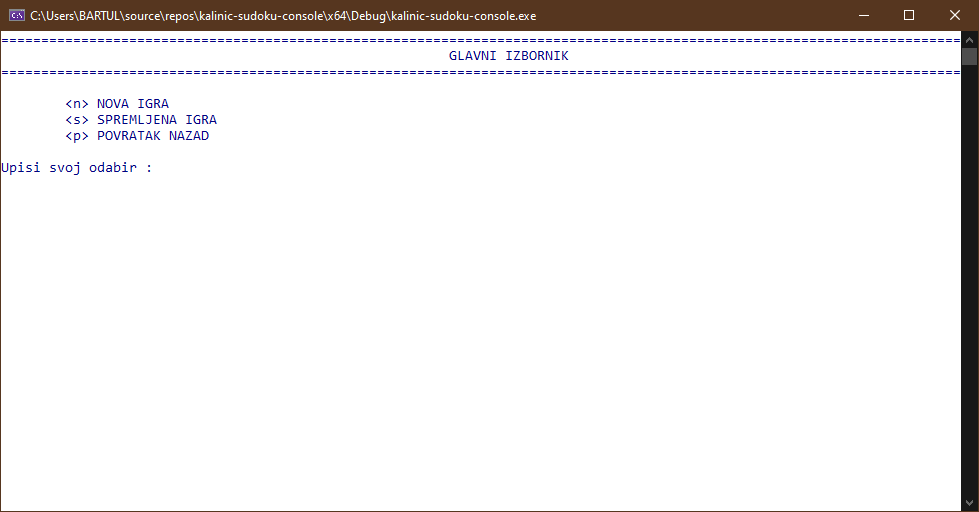 C:\Users\BARTUL\source\repos\kalinic-sudoku-console\x64\Debug\kalinic-sudoku-console.exe
========================================================================================================================
GLAVNI IZBORNIK
========================================================================================================================
<n> NOVA IGRA
<s> SPREMLJENA IGRA
<p> POVRATAK NAZAD
Upisi svoj odabir :